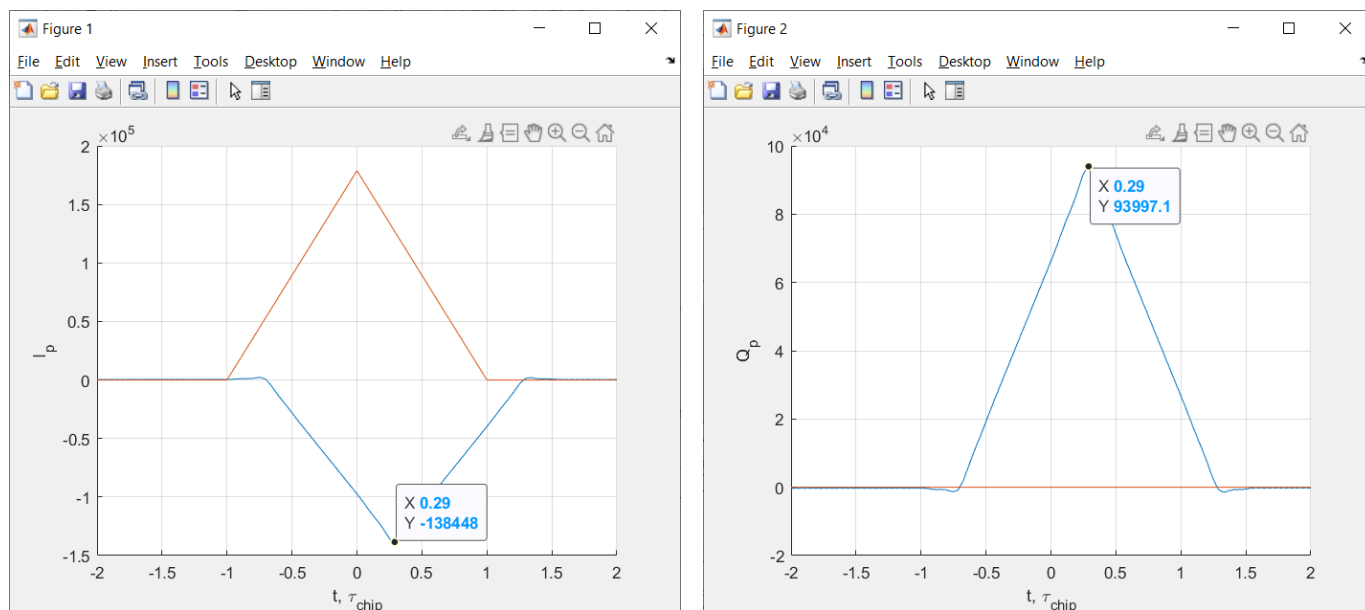 Figure 1
File Edit View Insert Tools Desktop Window Help
×10^5
2
1.5
1
0.5
0
-0.5
-1
-1.5
I_p
X 0.29
Y -138448
-2 -1.5 -1 -0.5 0 0.5 1 1.5 2
t, τ_chip
Figure 2
File Edit View Insert Tools Desktop Window Help
×10^4
10
8
6
4
2
0
-2
Q_p
X 0.29
Y 93997.1
-2 -1.5 -1 -0.5 0 0.5 1 1.5 2
t, τ_chip